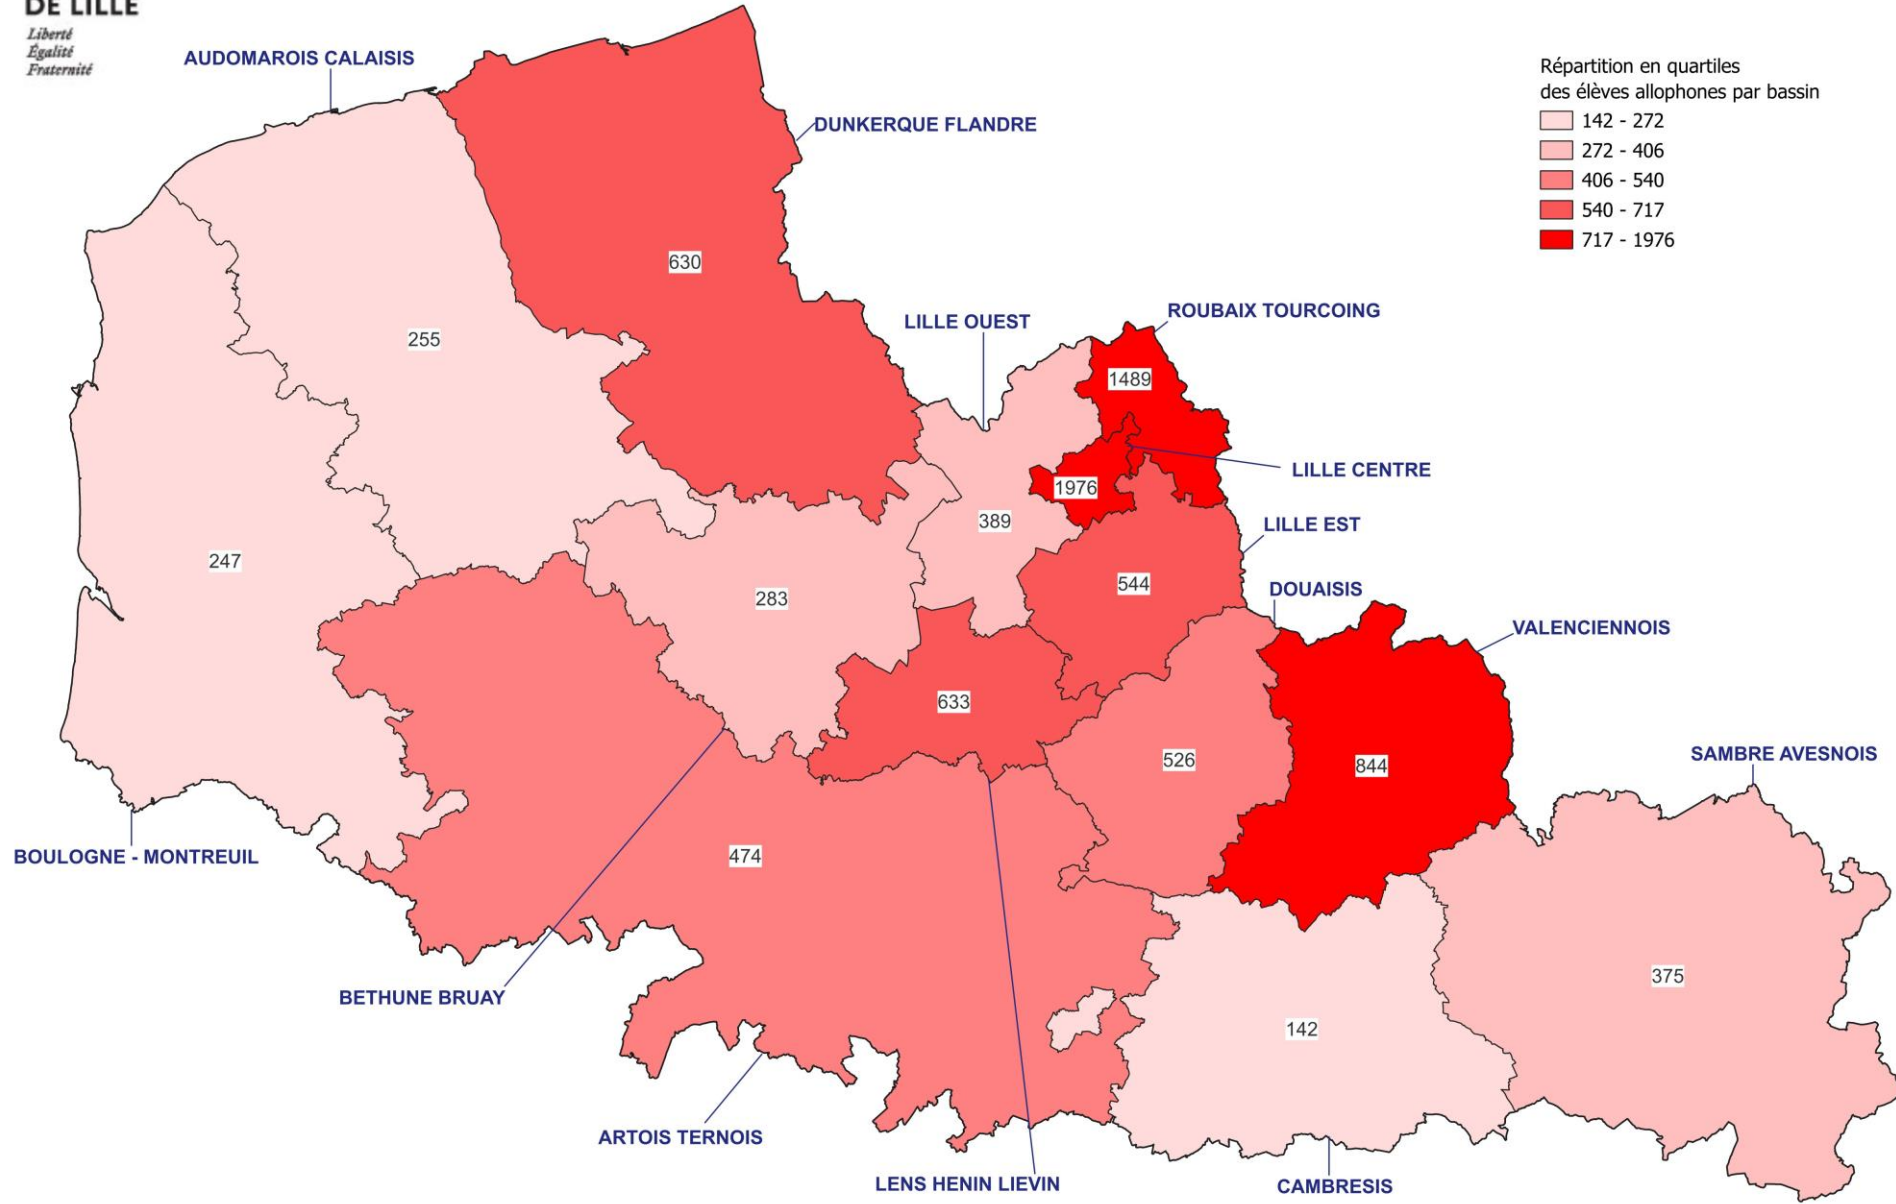 DE LILLE
Liberté
Égalité
Fraternité
AUDOMAROIS CALAISIS
Répartition en quartiles
des élèves allophones par bassin
142 - 272
272 - 406
406 - 540
540 - 717
717 - 1976
DUNKERQUE FLANDRE
630
ROUBAIX TOURCOING
LILLE OUEST
255
1489
LILLE CENTRE
1976
389
LILLE EST
247
544
DOUAISIS
283
VALENCIENNOIS
633
SAMBRE AVESNOIS
526
844
BOULOGNE - MONTREUIL
474
375
BETHUNE BRUAY
142
ARTOIS TERNOIS
LENS HENIN LIEVIN
CAMBRESIS